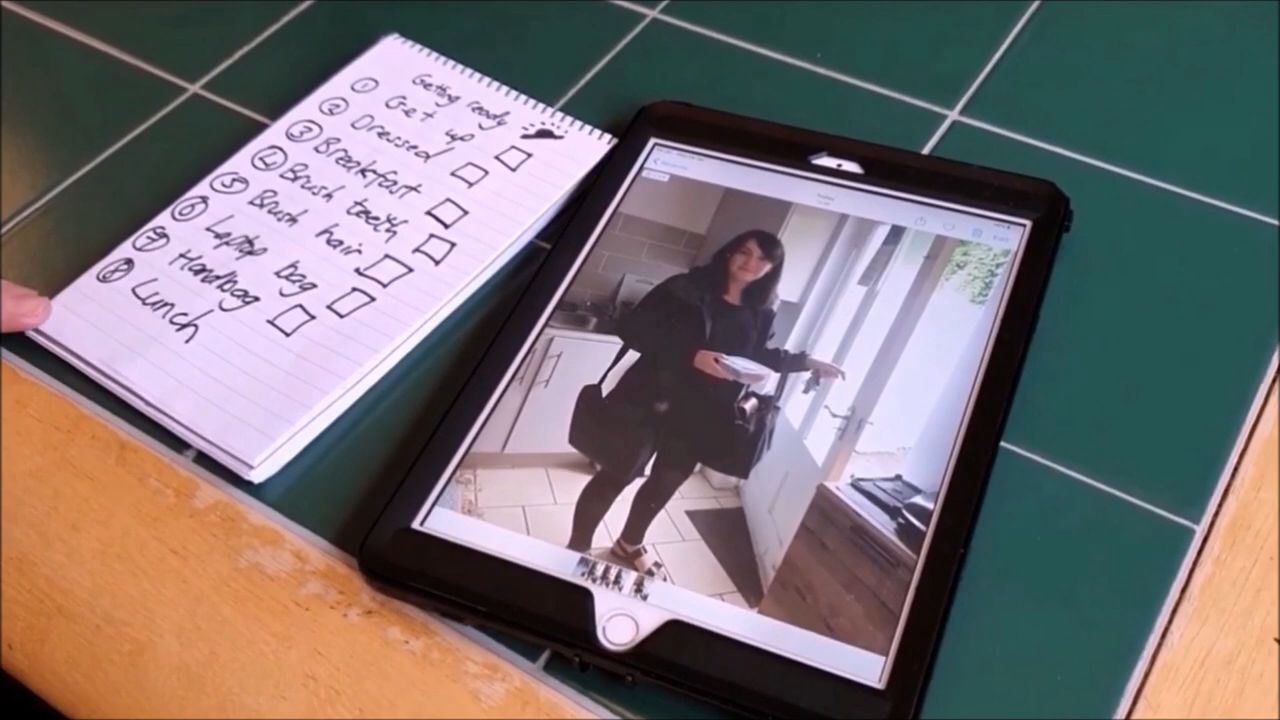 Getting ready
① Get up
② Dressed
③ Breakfast
④ Brush teeth
⑤ Brush hair
⑥ Laptop bag
⑦ Handbag
⑧ Lunch
Edit